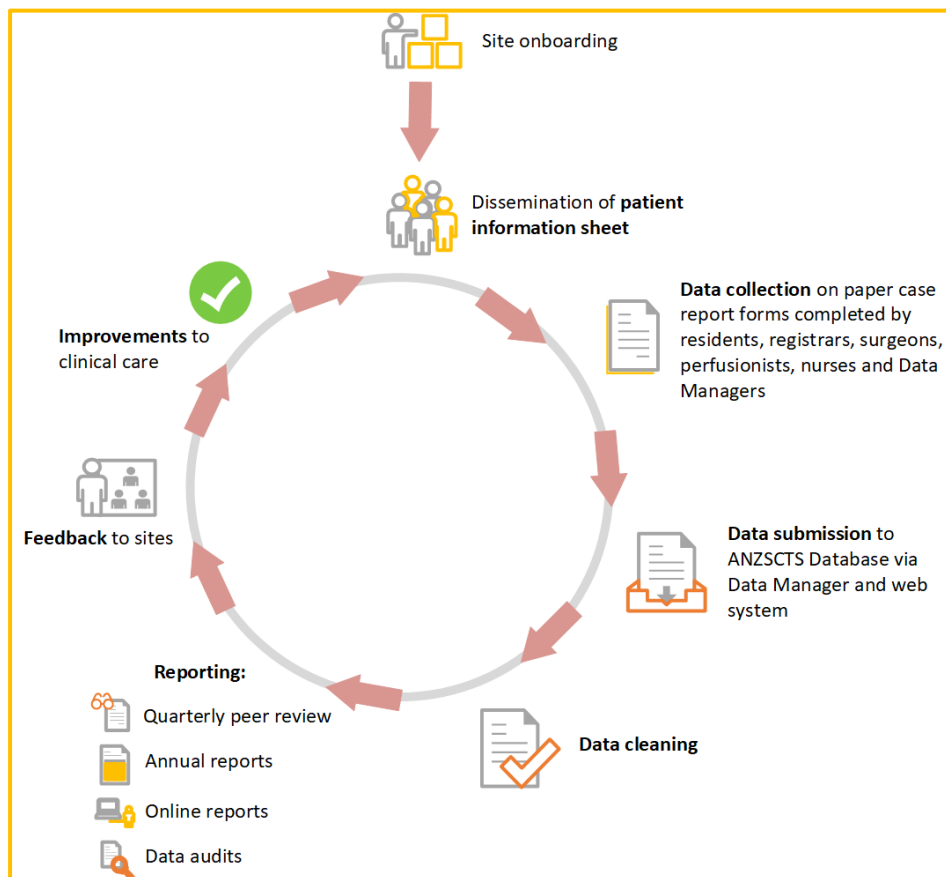 Site onboarding
Dissemination of patient
information sheet
Data collection on paper case
report forms completed by
residents, registrars, surgeons,
perfusionists, nurses and Data
Managers
Data submission to
ANZSCTS Database via
Data Manager and web
system
Data cleaning
Reporting:
Quarterly peer review
Annual reports
Online reports
Data audits
Feedback to sites
Improvements to
clinical care